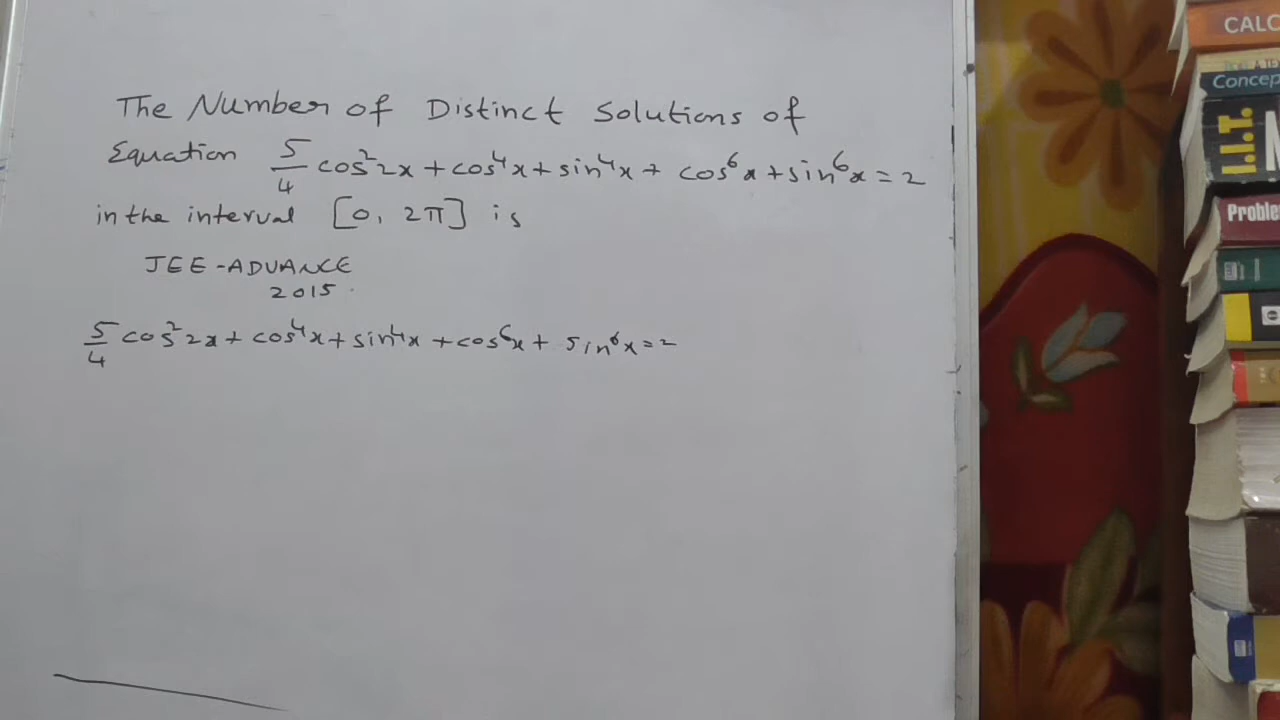 The Number of Distinct Solutions of
Equation 5/4 cos²2x + cos⁴x + sin⁴x + cos⁶x + sin⁶x = 2
in the interval [0, 2π] is
JEE-ADVANCE
2015
5/4 cos²2x + cos⁴x + sin⁴x + cos⁶x + sin⁶x = 2
CALC
Concep
I.I.T.
Proble